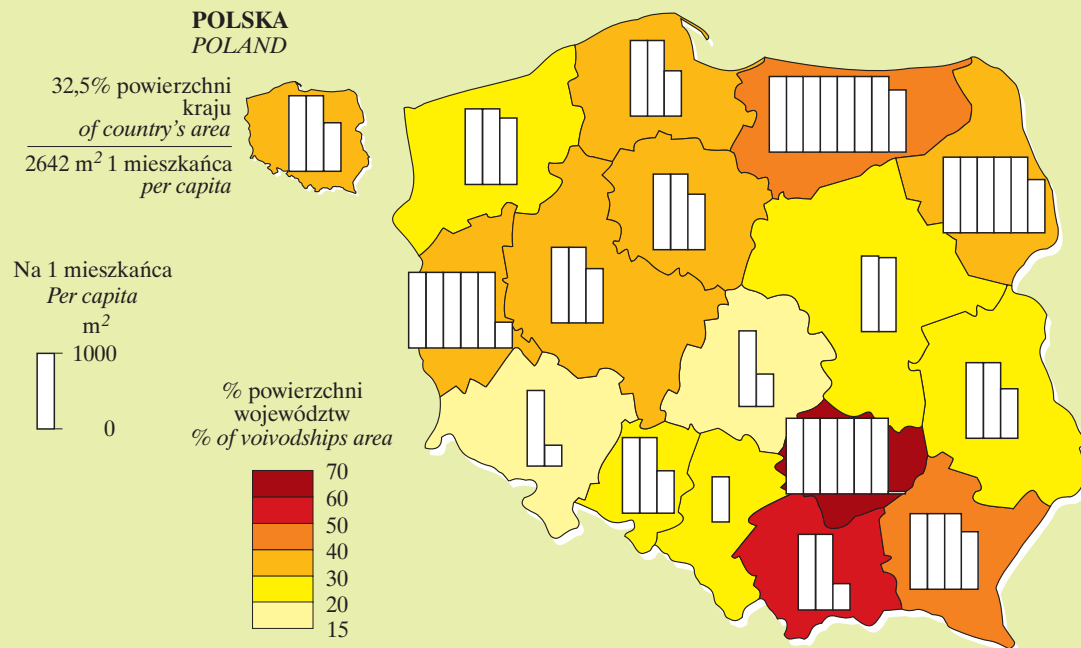 POLSKA
POLAND
32,5% powierzchni
kraju
of country's area
2642 m² 1 mieszkańca
per capita
Na 1 mieszkańca
Per capita
m²
1000
0
% powierzchni
województw
% of voivodships area
70
60
50
40
30
20
15